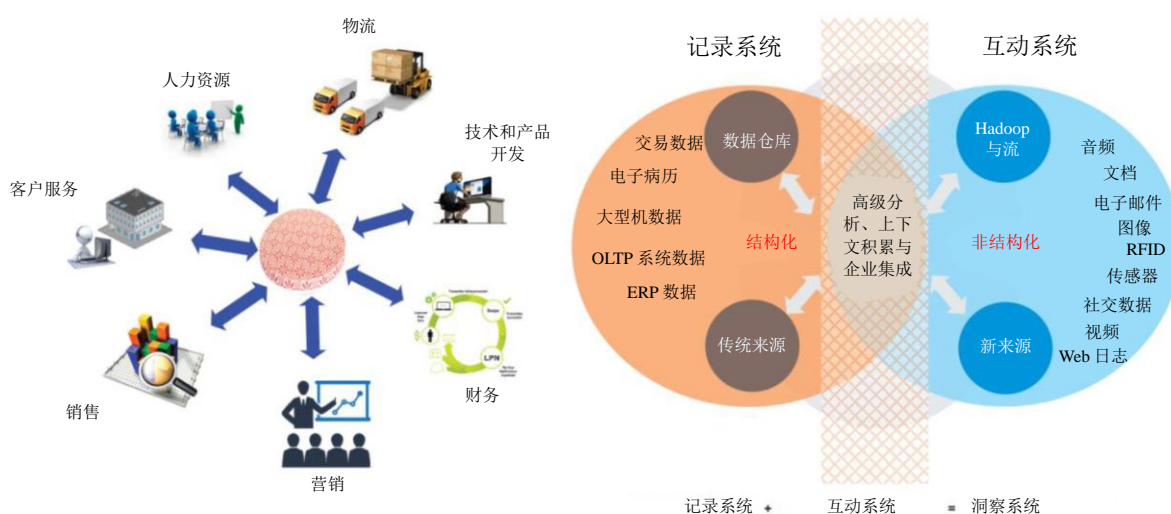 物流
人力资源
技术和产品
开发
客户服务
销售
营销
财务
LPN
记录系统
互动系统
数据仓库
Hadoop
与流
交易数据
电子病历
大型机数据
OLTP 系统数据
ERP 数据
结构化
高级分
析、上下
文积累与
企业集成
非结构化
音频
文档
电子邮件
图像
RFID
传感器
社交数据
视频
Web 日志
传统来源
新来源
记录系统 + 互动系统 = 洞察系统